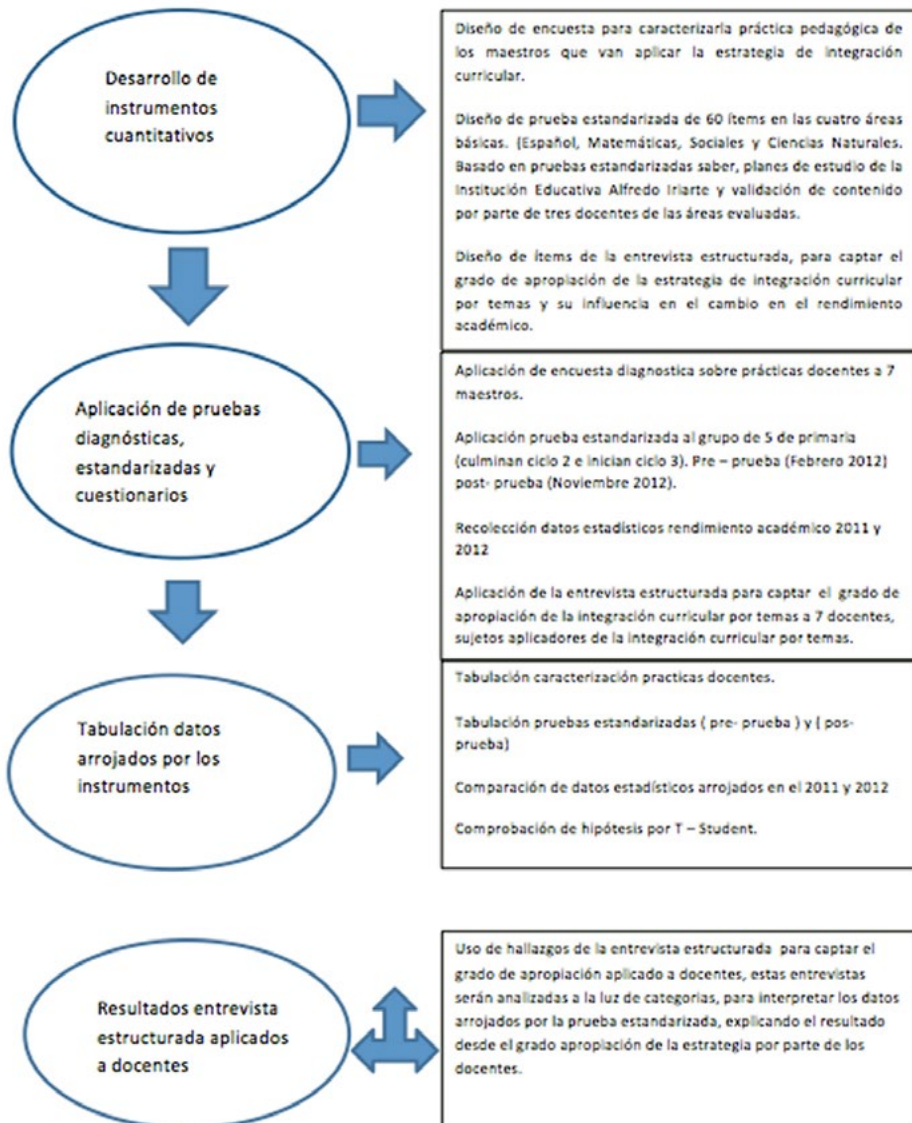 Desarrollo de
instrumentos
cuantitativos
Diseño de encuesta para caracterizarla práctica pedagógica de
los maestros que van aplicar la estrategia de integración
curricular.
Diseño de prueba estandarizada de 60 ítems en las cuatro áreas
básicas. (Español, Matemáticas, Sociales y Ciencias Naturales.
Basado en pruebas estandarizadas saber, planes de estudio de la
Institución Educativa Alfredo Iriarte y validación de contenido
por parte de tres docentes de las áreas evaluadas.
Diseño de ítems de la entrevista estructurada, para captar el
grado de apropiación de la estrategia de integración curricular
por temas y su influencia en el cambio en el rendimiento
académico.
Aplicación de pruebas
diagnósticas,
estandarizadas y
cuestionarios
Aplicación de encuesta diagnostica sobre prácticas docentes a 7
maestros.
Aplicación prueba estandarizada al grupo de 5 de primaria
(culminan ciclo 2 e inician ciclo 3). Pre – prueba (Febrero 2012)
post- prueba (Noviembre 2012).
Recolección datos estadísticos rendimiento académico 2011 y
2012
Aplicación de la entrevista estructurada para captar el grado de
apropiación de la integración curricular por temas a 7 docentes,
sujetos aplicadores de la integración curricular por temas.
Tabulación datos
arrojados por los
instrumentos
Tabulación caracterización practicas docentes.
Tabulación pruebas estandarizadas ( pre- prueba ) y ( pos-
prueba)
Comparación de datos estadísticos arrojados en el 2011 y 2012
Comprobación de hipótesis por T – Student.
Resultados entrevista
estructurada aplicados
a docentes
Uso de hallazgos de la entrevista estructurada para captar el
grado de apropiación aplicado a docentes, estas entrevistas
serán analizadas a la luz de categorías, para interpretar los datos
arrojados por la prueba estandarizada, explicando el resultado
desde el grado apropiación de la estrategia por parte de los
docentes.